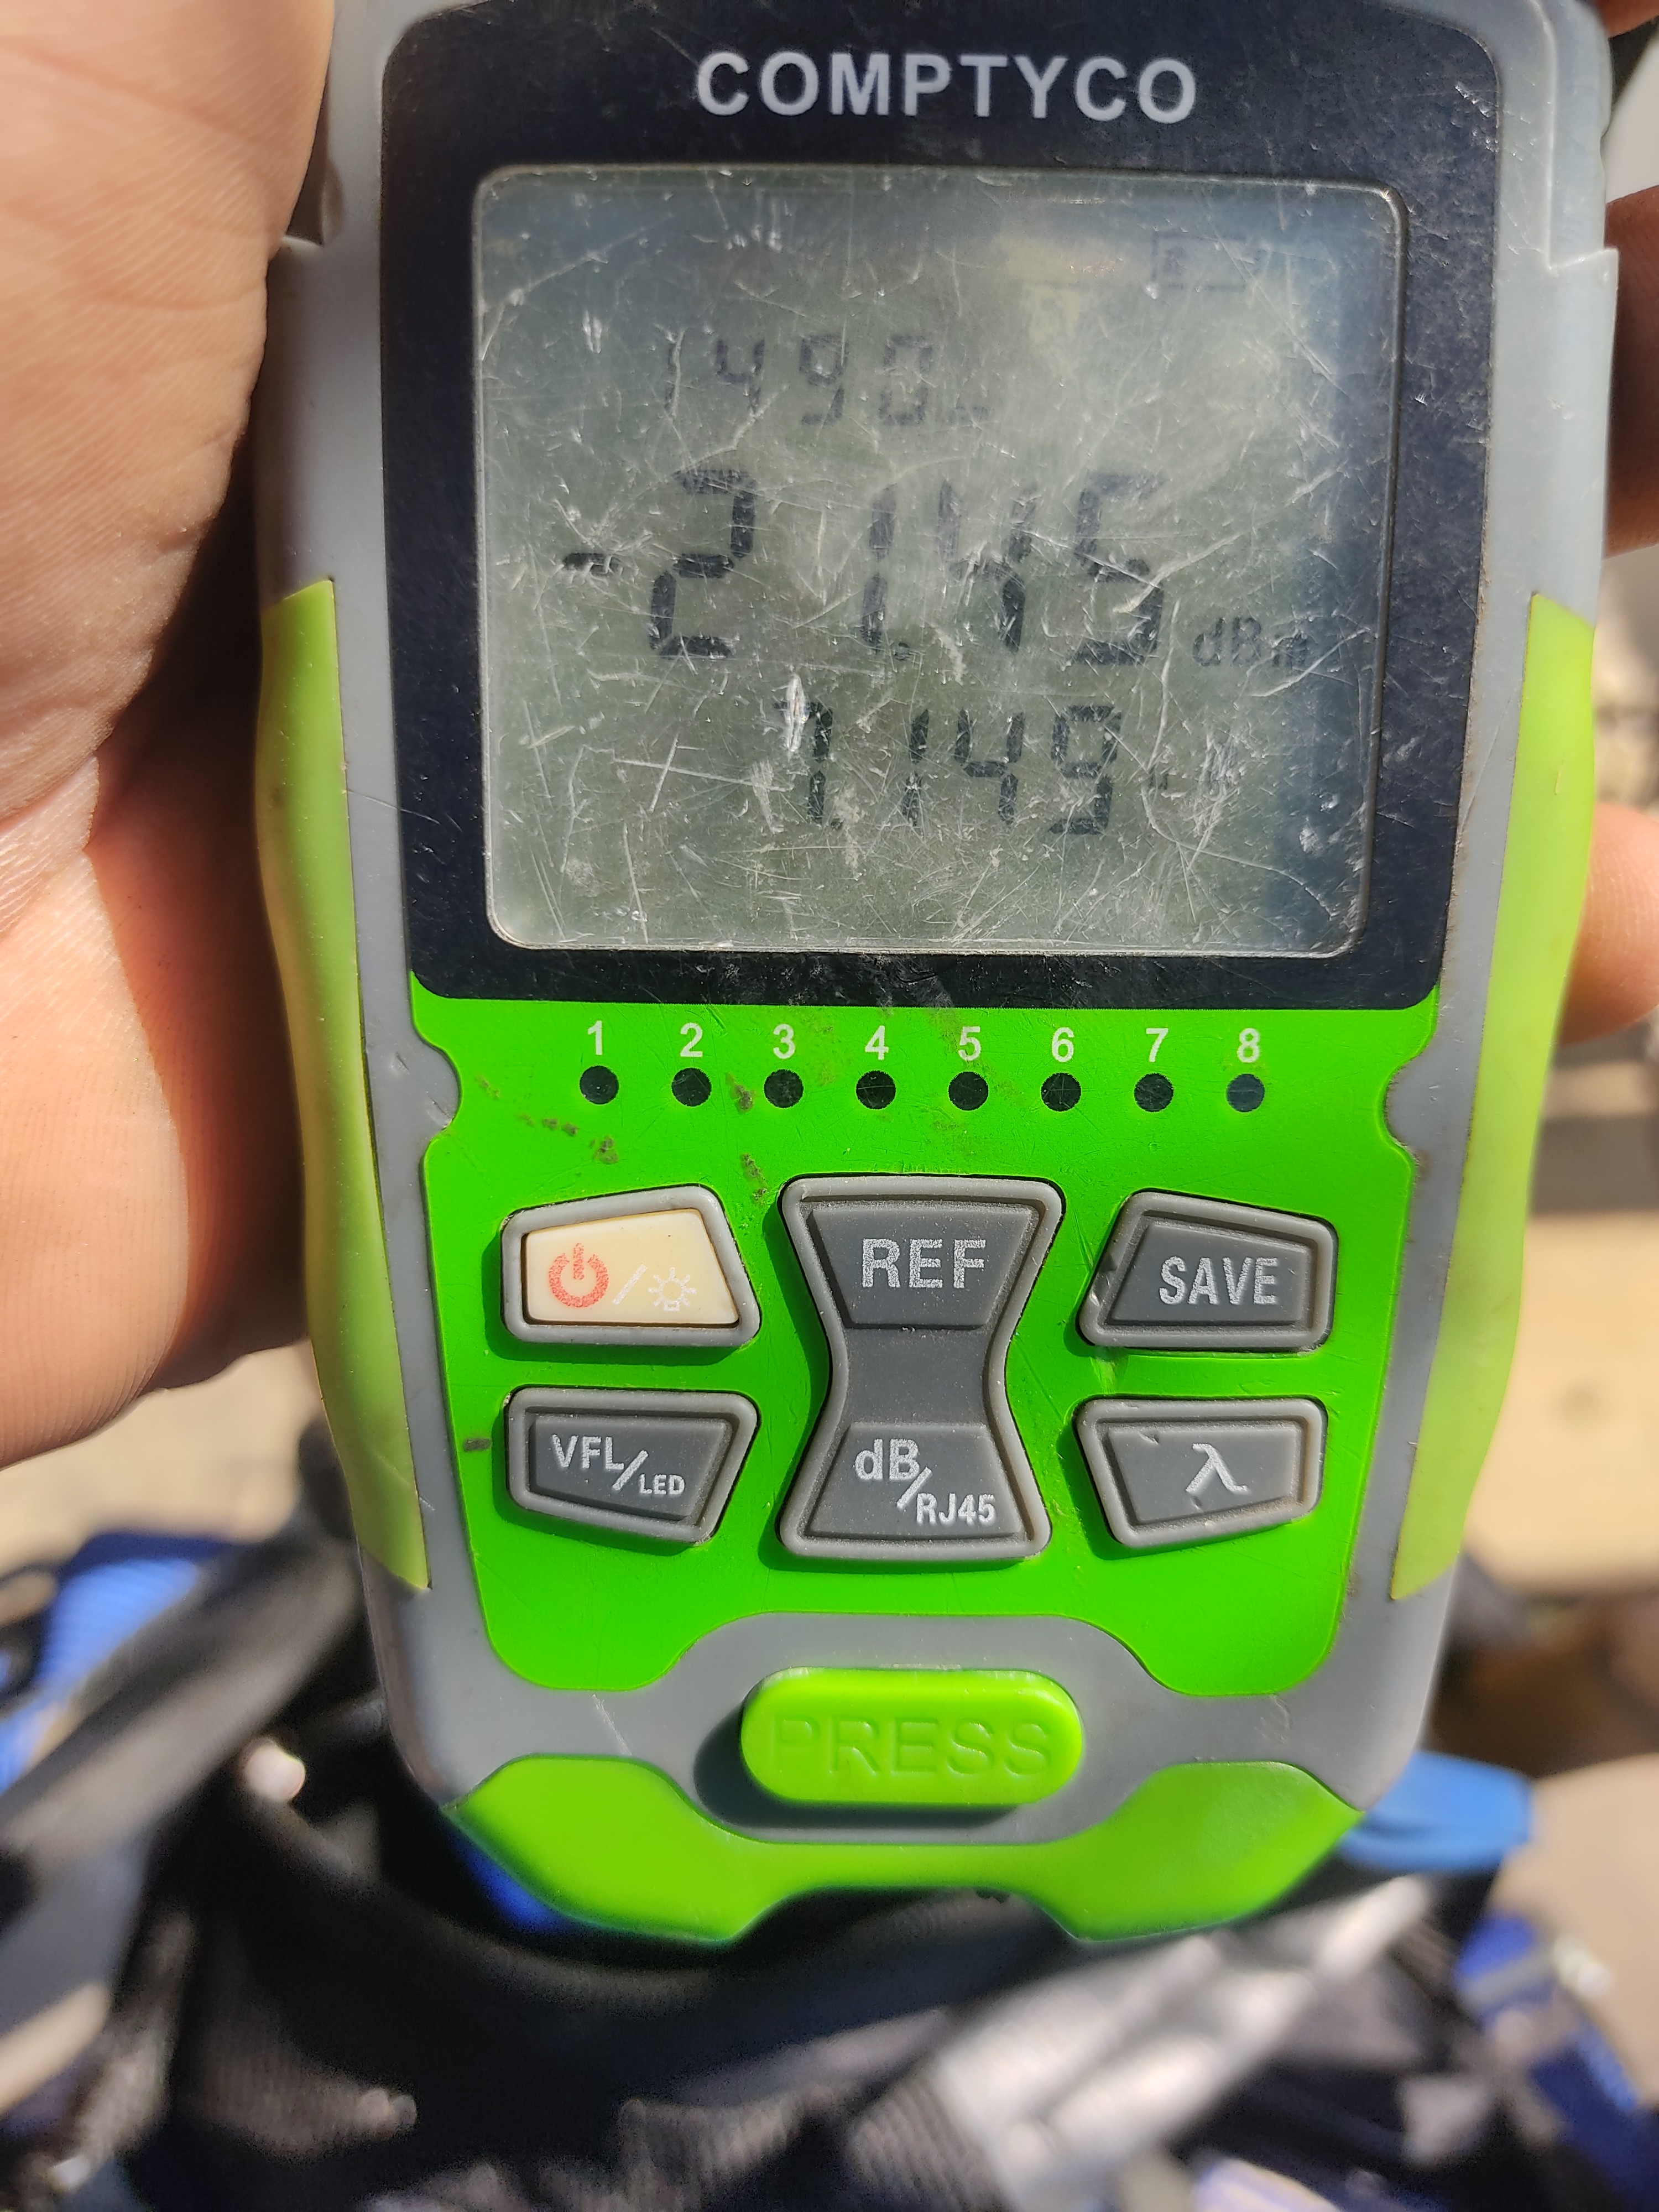 COMPTYCO
1490
-21.45 dBm
7.149
1 2 3 4 5 6 7 8
REF
SAVE
VFL/LED
dB/RJ45
λ
PRESS